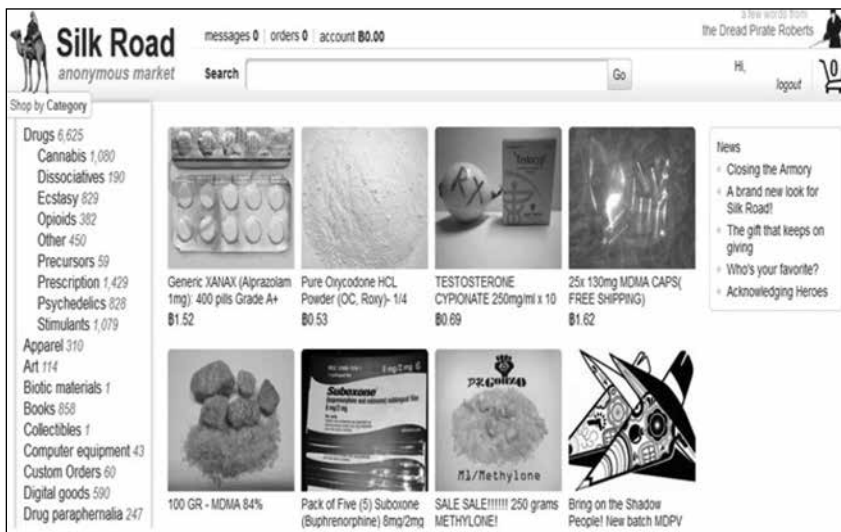 Silk Road
anonymous market
messages 0 | orders 0 | account ฿0.00
a few words from
the Dread Pirate Roberts
Search
Go
Hi,
logout
0
Shop by Category
Drugs 6,625
Cannabis 1,080
Dissociatives 190
Ecstasy 829
Opioids 382
Other 450
Precursors 59
Prescription 1,429
Psychedelics 828
Stimulants 1,079
Apparel 310
Art 114
Biotic materials 1
Books 858
Collectibles 1
Computer equipment 43
Custom Orders 60
Digital goods 590
Drug paraphernalia 247
Generic XANAX (Alprazolam
1mg): 400 pills Grade A+
฿1.52
Pure Oxycodone HCL
Powder (OC, Roxy)- 1/4
฿0.53
RX
TESTOSTERONE
CYPIONATE 250mg/ml x 10
฿0.69
25x 130mg MDMA CAPS(
FREE SHIPPING)
฿1.62
100 GR - MDMA 84%
Suboxone
Pack of Five (5) Suboxone
(Buphrenorphine) 8mg/2mg
M1/Methylone
SALE SALE!!!!!!! 250 grams
METHYLONE!
Bring on the Shadow
People! New batch MDPV
News
Closing the Armory
A brand new look for
Silk Road!
The gift that keeps on
giving
Who's your favorite?
Acknowledging Heroes